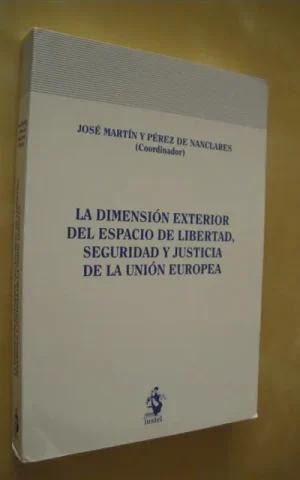 JOSÉ MARTÍN Y PÉREZ DE NANCLARES
(Coordinador)
LA DIMENSIÓN EXTERIOR
DEL ESPACIO DE LIBERTAD,
SEGURIDAD Y JUSTICIA
DE LA UNIÓN EUROPEA
iustel